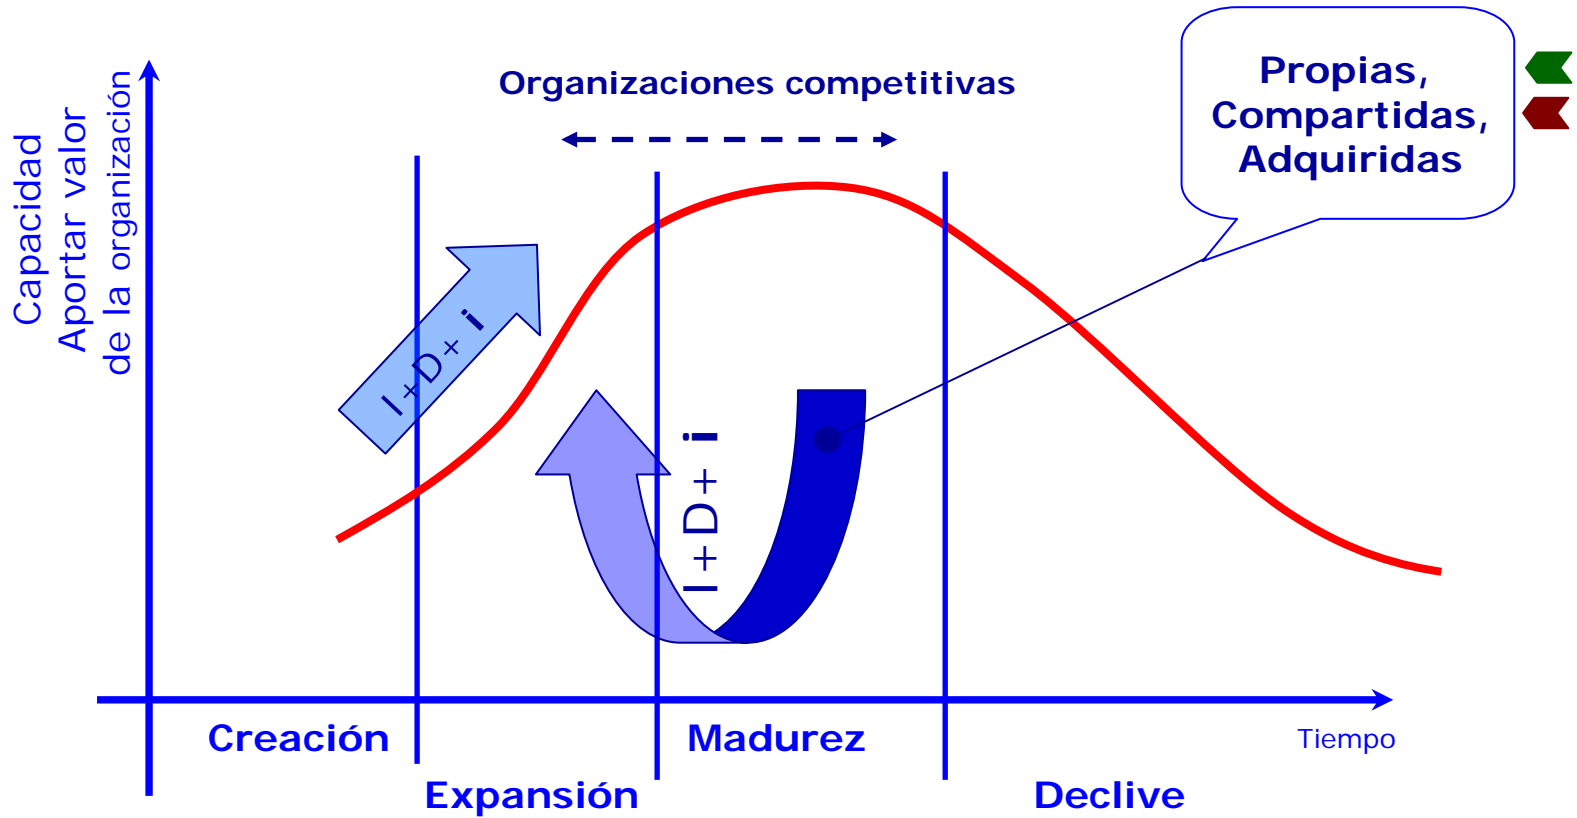 Organizaciones competitivas
Propias,
Compartidas,
Adquiridas
Capacidad
Aportar valor
de la organización
I+D+ i
I+D+ i
Creación
Expansión
Madurez
Declive
Tiempo